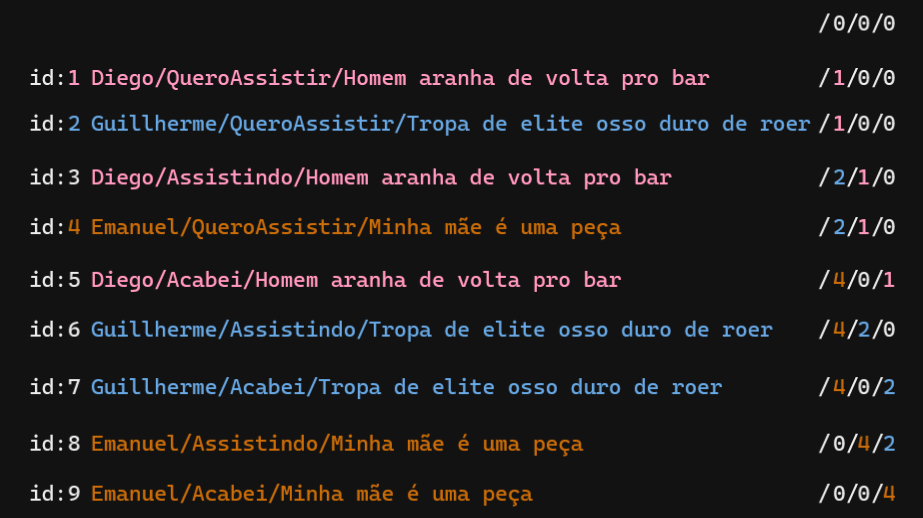 /0/0/0
id:1 Diego/QueroAssistir/Homem aranha de volta pro bar /1/0/0
id:2 Guillherme/QueroAssistir/Tropa de elite osso duro de roer /1/0/0
id:3 Diego/Assistindo/Homem aranha de volta pro bar /2/1/0
id:4 Emanuel/QueroAssistir/Minha mãe é uma peça /2/1/0
id:5 Diego/Acabei/Homem aranha de volta pro bar /4/0/1
id:6 Guillherme/Assistindo/Tropa de elite osso duro de roer /4/2/0
id:7 Guillherme/Acabei/Tropa de elite osso duro de roer /4/0/2
id:8 Emanuel/Assistindo/Minha mãe é uma peça /0/4/2
id:9 Emanuel/Acabei/Minha mãe é uma peça /0/0/4